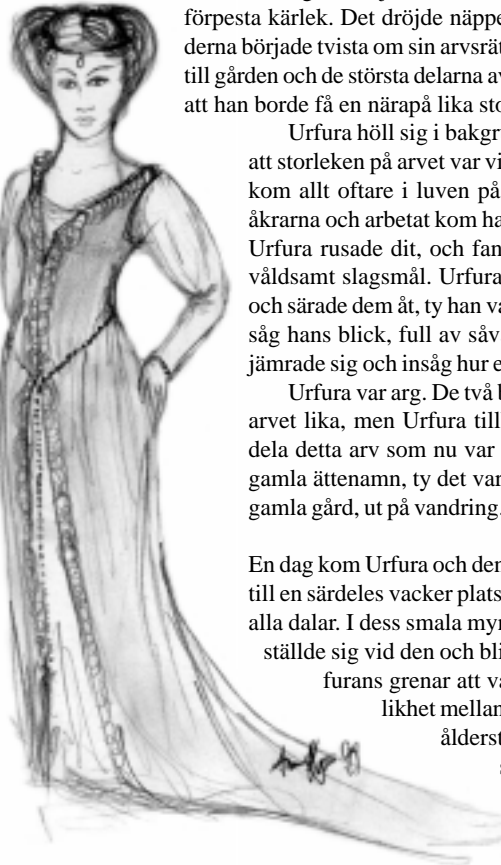 förpesta kärlek. Det dröjde näppe
derna började tvista om sin arvsrät
till gården och de största delarna av
att han borde få en närapå lika sto
Urfura höll sig i bakgru
att storleken på arvet var vi
kom allt oftare i luven på
åkrarna och arbetat kom ha
Urfura rusade dit, och fan
våldsamt slagsmål. Urfura
och särade dem åt, ty han va
såg hans blick, full av såv
jämrade sig och insåg hur e
Urfura var arg. De två b
arvet lika, men Urfura till
dela detta arv som nu var
gamla ättenamn, ty det var
gamla gård, ut på vandring.
En dag kom Urfura och den
till en särdeles vacker plats
alla dalar. I dess smala myn
ställde sig vid den och bli
furans grenar att va
likhet mellan
ålderst